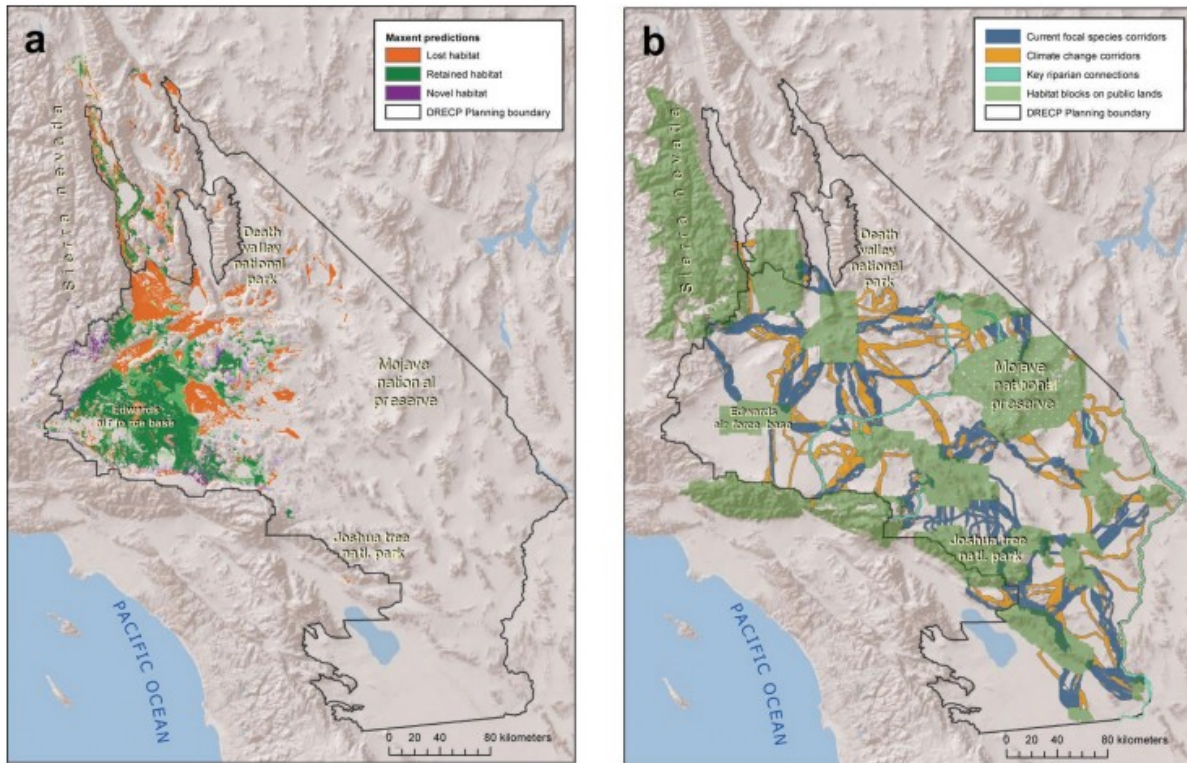 a
Maxent predictions
Lost habitat
Retained habitat
Novel habitat
DRECP Planning boundary
Sierra nevada
Death
valley
national
park
Mojave
national
preserve
Edwards
air force base
Joshua tree
natl. park
PACIFIC OCEAN
0 20 40 80 kilometers
b
Current focal species corridors
Climate change corridors
Key riparian connections
Habitat blocks on public lands
DRECP Planning boundary
Sierra nevada
Death
valley
national
park
Mojave
national
preserve
Edwards
air force base
Joshua tree
natl. park
PACIFIC OCEAN
0 20 40 80 kilometers